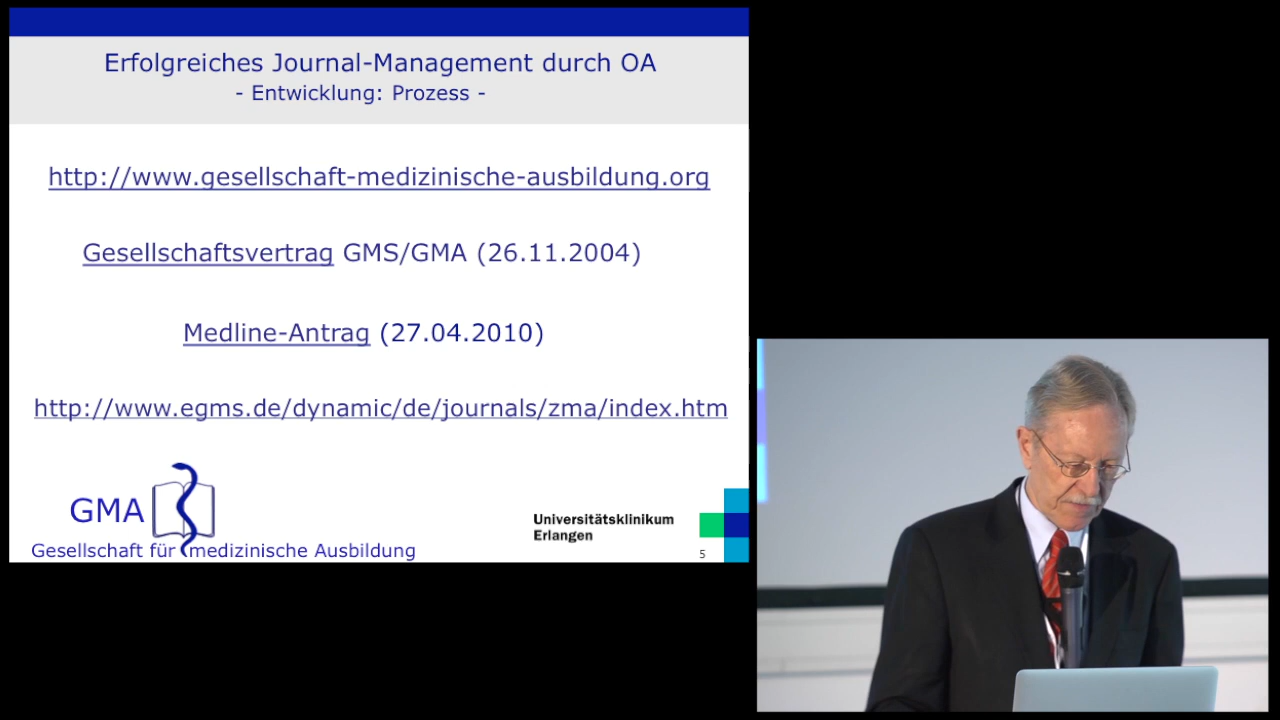 Erfolgreiches Journal-Management durch OA
- Entwicklung: Prozess -
http://www.gesellschaft-medizinische-ausbildung.org
Gesellschaftsvertrag GMS/GMA (26.11.2004)
Medline-Antrag (27.04.2010)
http://www.egms.de/dynamic/de/journals/zma/index.htm
GMA
Gesellschaft für medizinische Ausbildung
Universitätsklinikum
Erlangen
5